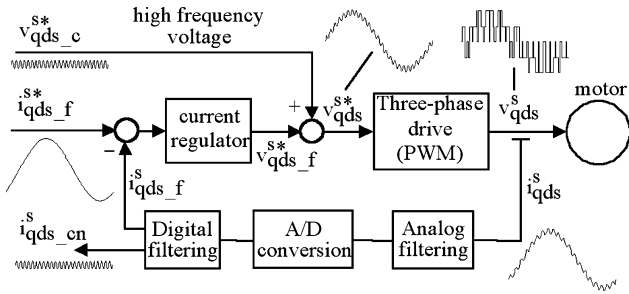 high frequency
voltage
v^{s*}_{qds_c}
i^{s*}_{qds_f}
+
−
current
regulator
v^{s*}_{qds_f}
v^{s*}_{qds}
Three-phase
drive
(PWM)
v^{s}_{qds}
motor
i^{s}_{qds_f}
i^{s}_{qds}
i^{s}_{qds_cn}
Digital
filtering
A/D
conversion
Analog
filtering